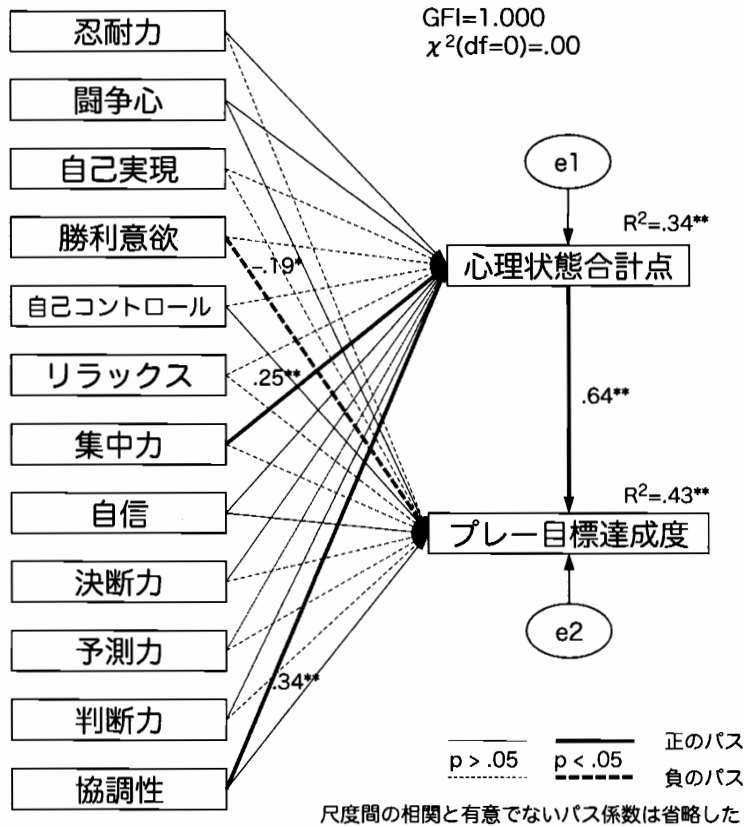 GFI=1.000
χ²(df=0)=.00
忍耐力
闘争心
自己実現
勝利意欲
自己コントロール
リラックス
集中力
自信
決断力
予測力
判断力
協調性
e1
R²=.34**
心理状態合計点
-.19*
.25**
.64**
R²=.43**
プレー目標達成度
e2
.34**
正のパス
p > .05 p < .05
負のパス
尺度間の相関と有意でないパス係数は省略した